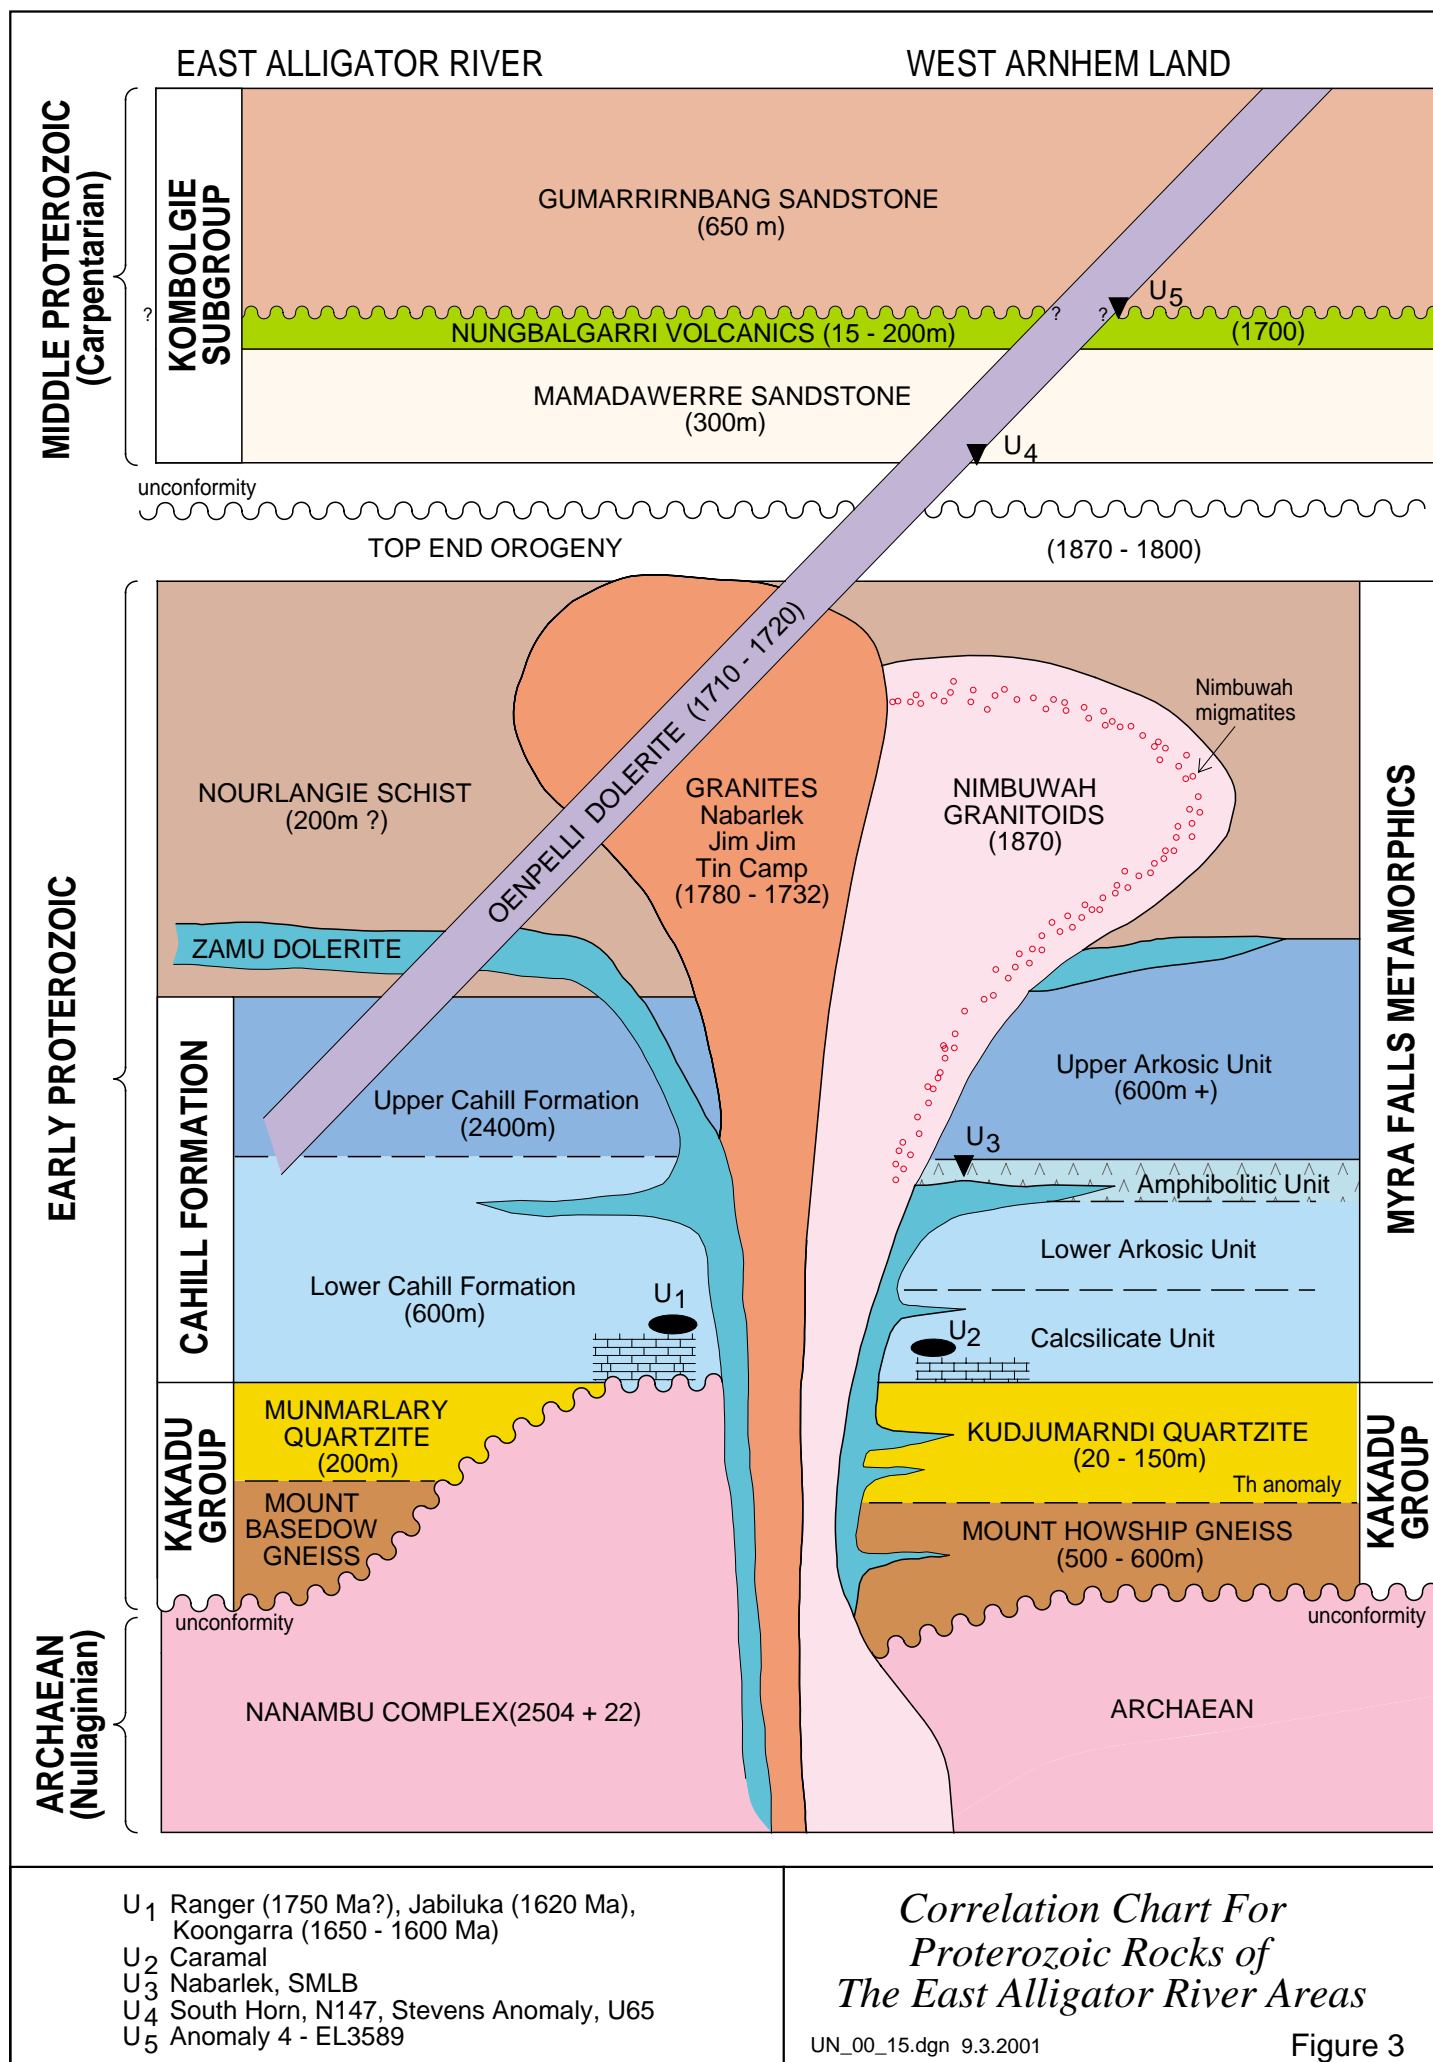 EAST ALLIGATOR RIVER
WEST ARNHEM LAND
MIDDLE PROTEROZOIC
(Carpentarian)
KOMBOLGIE
SUBGROUP
GUMARRIRNBANG SANDSTONE
(650 m)
U5
?
?
?
NUNGBALGARRI VOLCANICS (15 - 200m)
(1700)
MAMADAWERRE SANDSTONE
(300m)
U4
unconformity
TOP END OROGENY
(1870 - 1800)
EARLY PROTEROZOIC
OENPELLI DOLERITE (1710 - 1720)
Nimbuwah
migmatites
NOURLANGIE SCHIST
(200m ?)
GRANITES
Nabarlek
Jim Jim
Tin Camp
(1780 - 1732)
NIMBUWAH
GRANITOIDS
(1870)
MYRA FALLS METAMORPHICS
ZAMU DOLERITE
CAHILL FORMATION
Upper Cahill Formation
(2400m)
Upper Arkosic Unit
(600m +)
U3
Amphibolitic Unit
Lower Arkosic Unit
Lower Cahill Formation
(600m)
U1
U2
Calcsilicate Unit
KAKADU
GROUP
MUNMARLARY
QUARTZITE
(200m)
MOUNT
BASEDOW
GNEISS
KUDJUMARNDI QUARTZITE
(20 - 150m)
Th anomaly
MOUNT HOWSHIP GNEISS
(500 - 600m)
KAKADU
GROUP
unconformity
unconformity
ARCHAEAN
(Nullaginian)
NANAMBU COMPLEX(2504 + 22)
ARCHAEAN
U1 Ranger (1750 Ma?), Jabiluka (1620 Ma),
Koongarra (1650 - 1600 Ma)
U2 Caramal
U3 Nabarlek, SMLB
U4 South Horn, N147, Stevens Anomaly, U65
U5 Anomaly 4 - EL3589
Correlation Chart For
Proterozoic Rocks of
The East Alligator River Areas
UN_00_15.dgn 9.3.2001
Figure 3